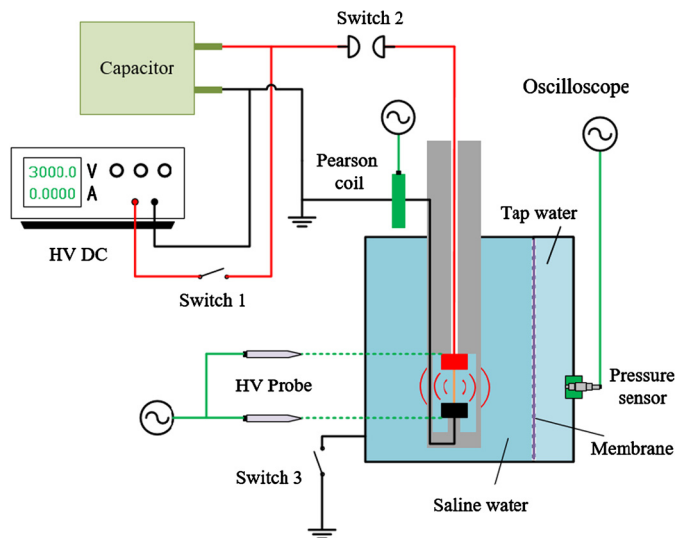 Switch 2
Capacitor
Oscilloscope
Pearson
coil
3000.0 V
0.0000 A
Tap water
HV DC
Switch 1
HV Probe
Pressure
sensor
Membrane
Switch 3
Saline water